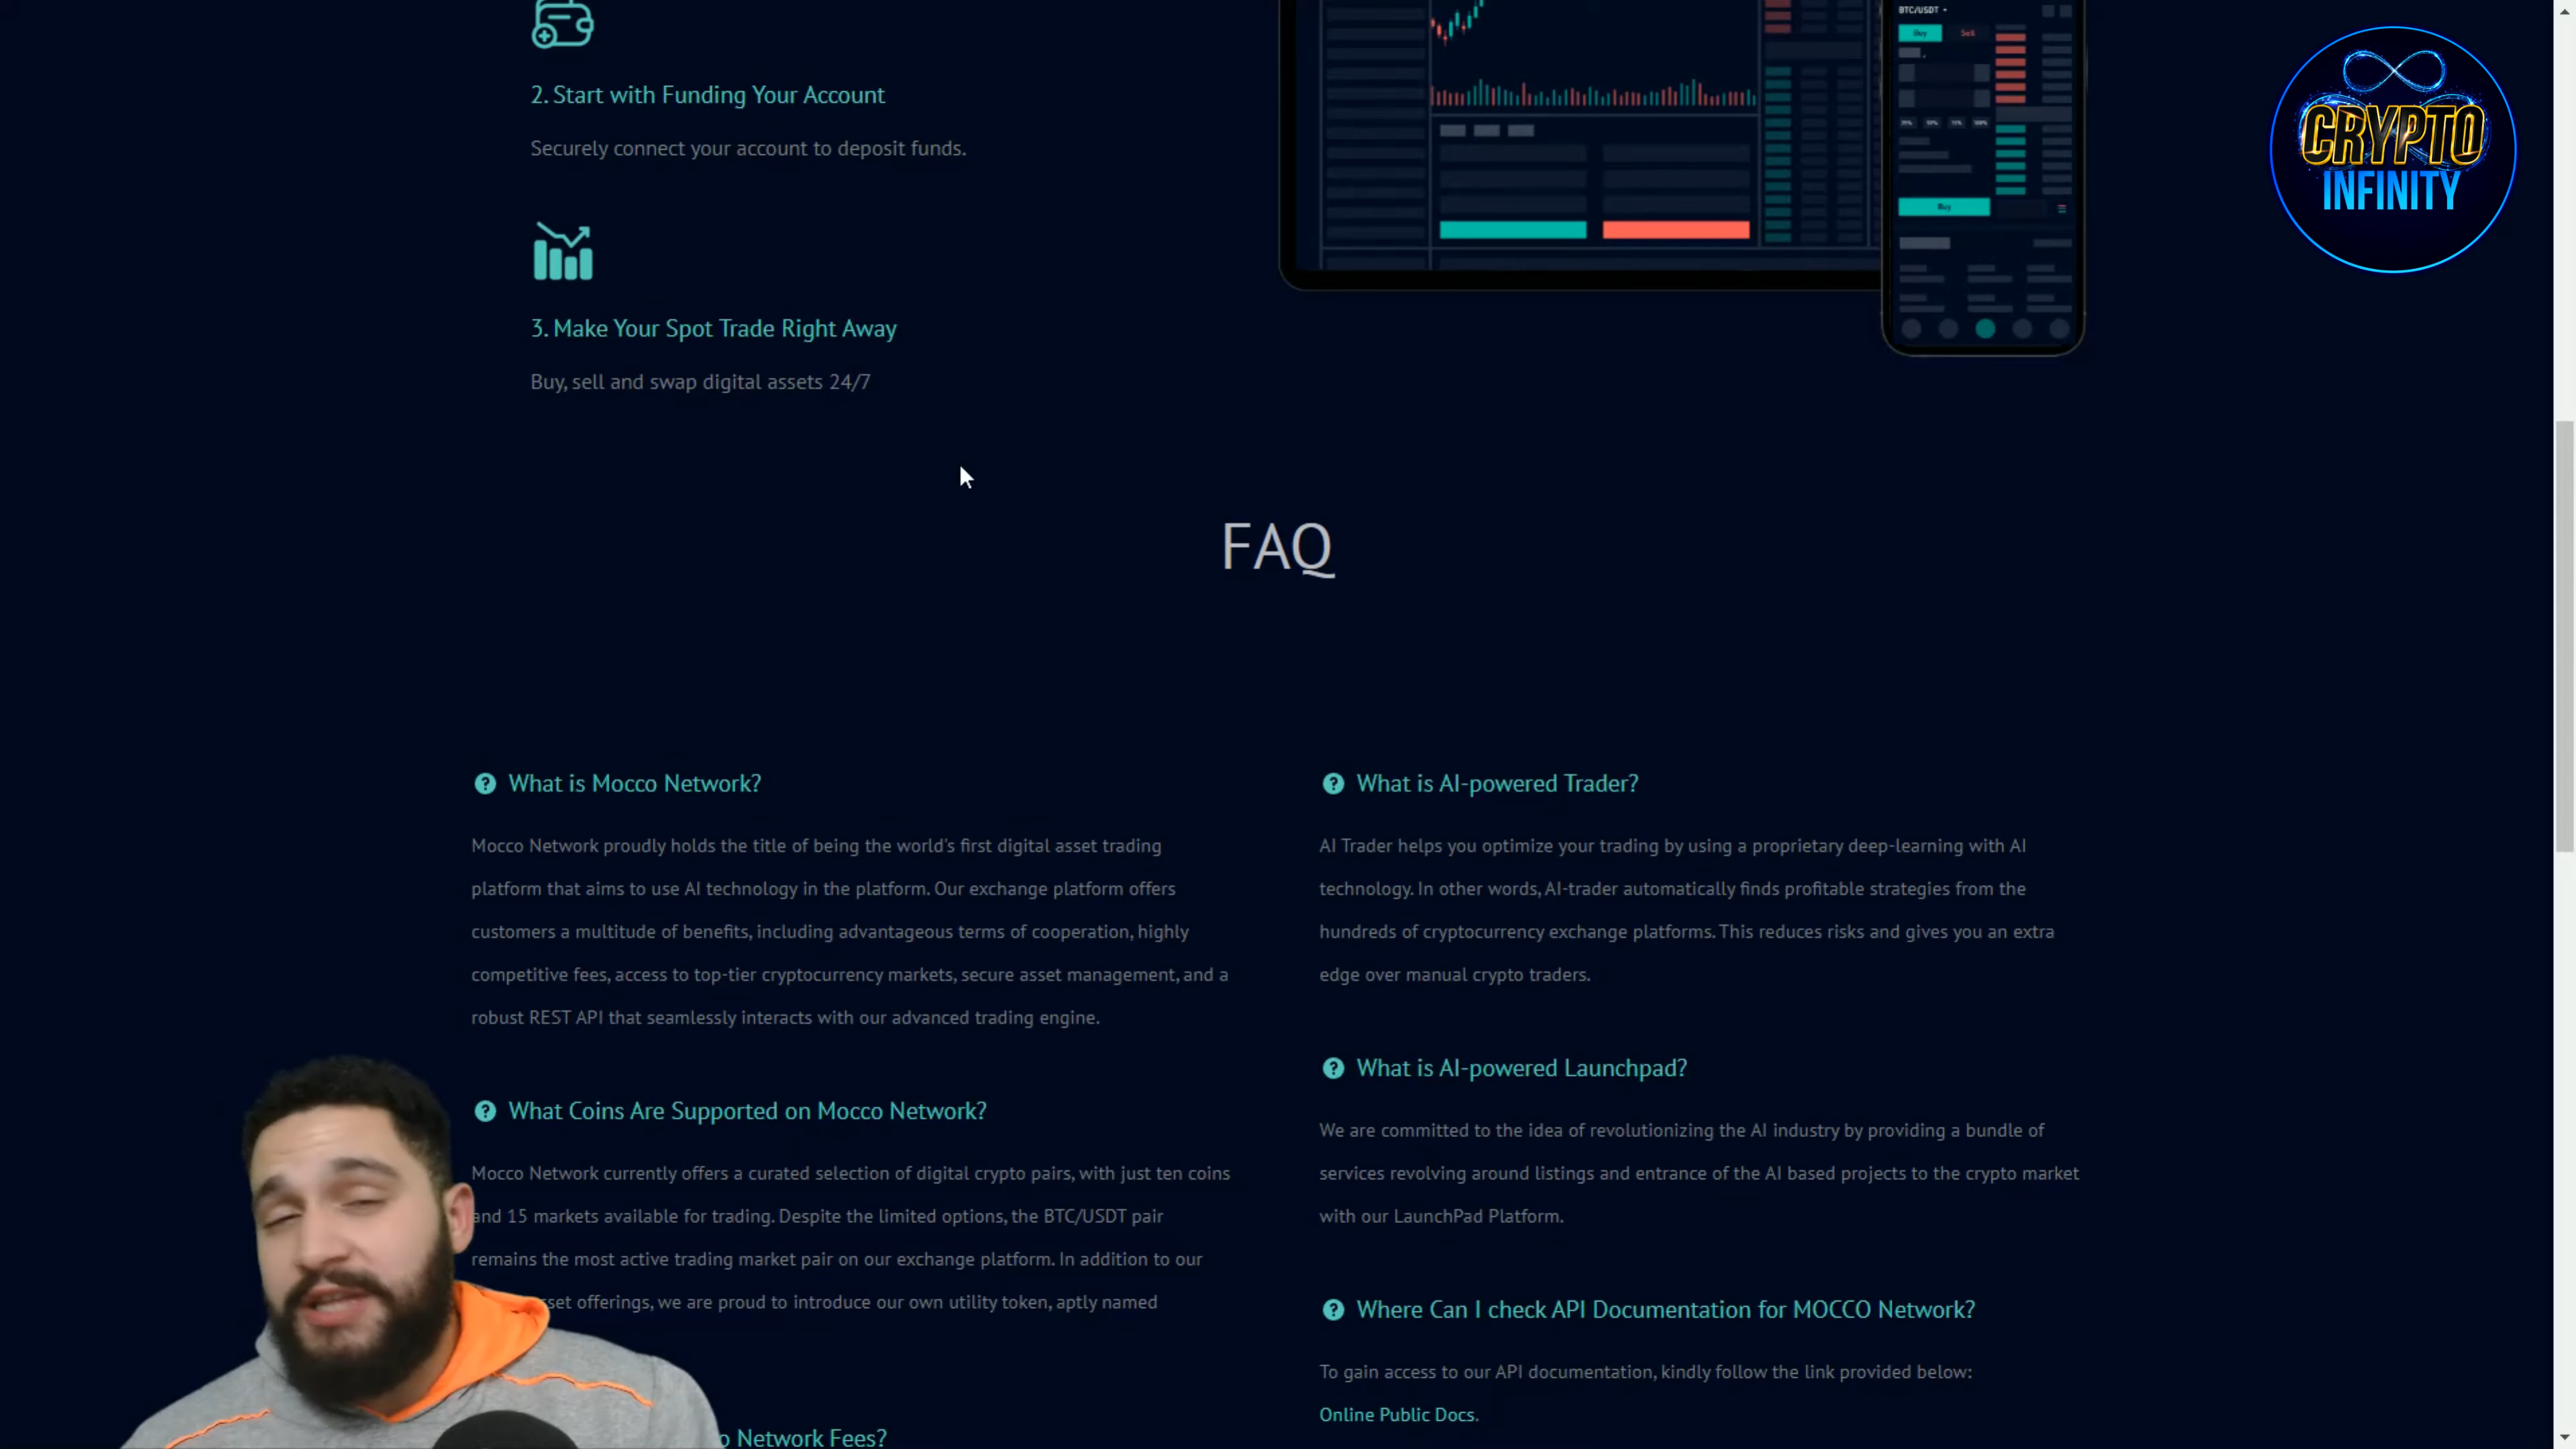 2. Start with Funding Your Account
Securely connect your account to deposit funds.
3. Make Your Spot Trade Right Away
Buy, sell and swap digital assets 24/7
BTC/USDT
Buy
Sell
25%
50%
75%
100%
Buy
CRYPTO
INFINITY
FAQ
What is Mocco Network?
Mocco Network proudly holds the title of being the world's first digital asset trading
platform that aims to use AI technology in the platform. Our exchange platform offers
customers a multitude of benefits, including advantageous terms of cooperation, highly
competitive fees, access to top-tier cryptocurrency markets, secure asset management, and a
robust REST API that seamlessly interacts with our advanced trading engine.
What Coins Are Supported on Mocco Network?
Mocco Network currently offers a curated selection of digital crypto pairs, with just ten coins
and 15 markets available for trading. Despite the limited options, the BTC/USDT pair
remains the most active trading market pair on our exchange platform. In addition to our
set offerings, we are proud to introduce our own utility token, aptly named
o Network Fees?
What is AI-powered Trader?
AI Trader helps you optimize your trading by using a proprietary deep-learning with AI
technology. In other words, AI-trader automatically finds profitable strategies from the
hundreds of cryptocurrency exchange platforms. This reduces risks and gives you an extra
edge over manual crypto traders.
What is AI-powered Launchpad?
We are committed to the idea of revolutionizing the AI industry by providing a bundle of
services revolving around listings and entrance of the AI based projects to the crypto market
with our LaunchPad Platform.
Where Can I check API Documentation for MOCCO Network?
To gain access to our API documentation, kindly follow the link provided below:
Online Public Docs.